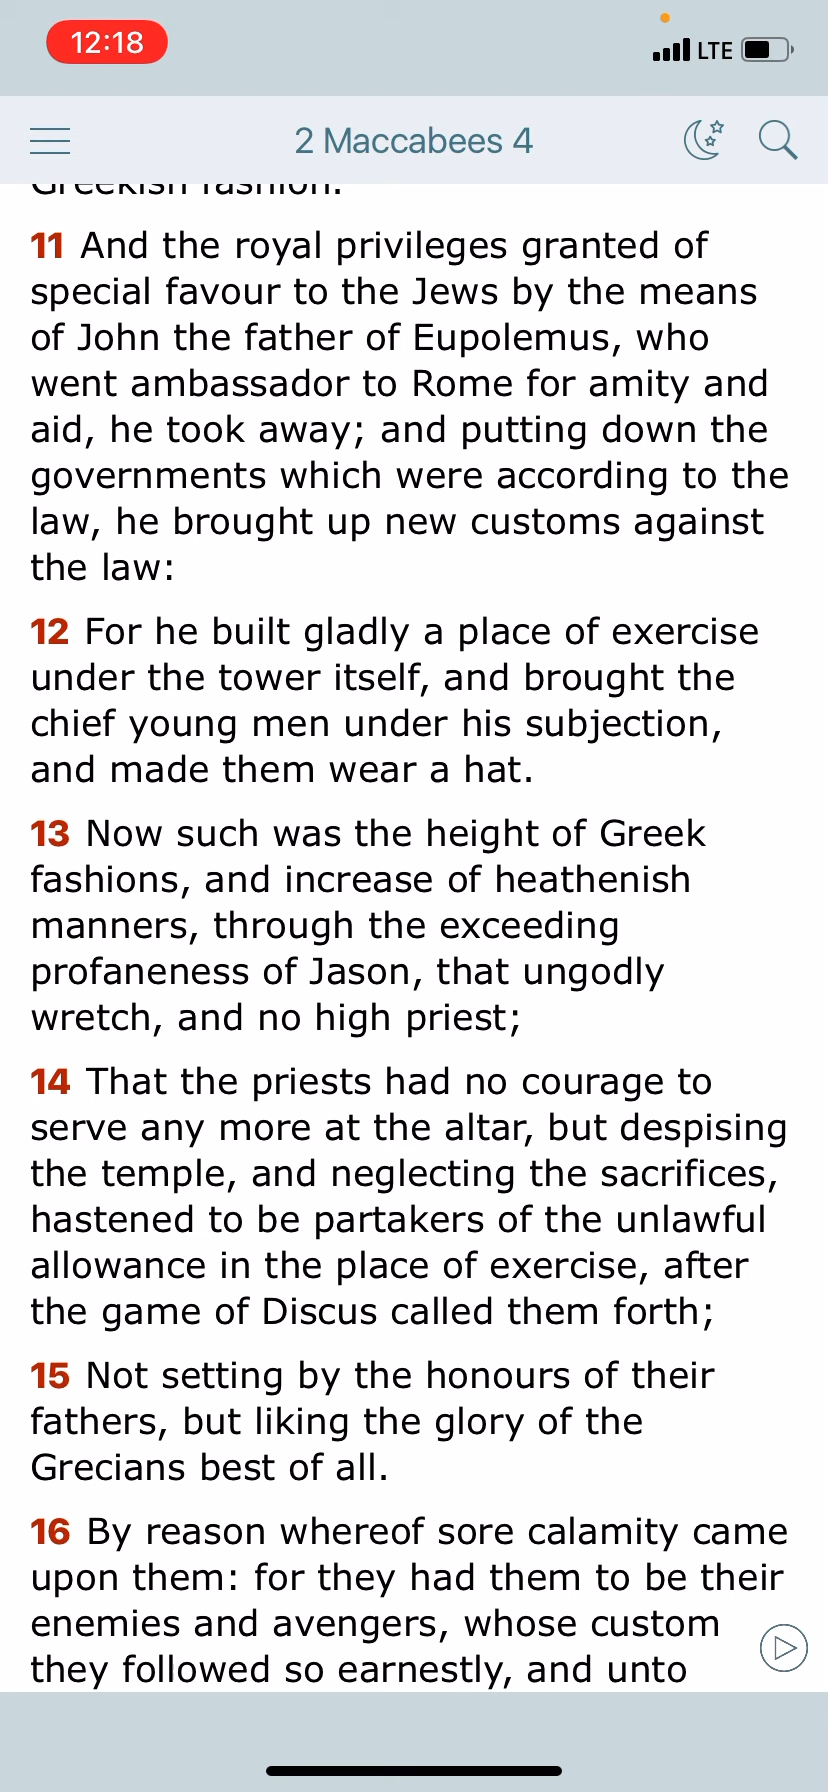 12:18
LTE
2 Maccabees 4
Greekish fashion.
11 And the royal privileges granted of
special favour to the Jews by the means
of John the father of Eupolemus, who
went ambassador to Rome for amity and
aid, he took away; and putting down the
governments which were according to the
law, he brought up new customs against
the law:
12 For he built gladly a place of exercise
under the tower itself, and brought the
chief young men under his subjection,
and made them wear a hat.
13 Now such was the height of Greek
fashions, and increase of heathenish
manners, through the exceeding
profaneness of Jason, that ungodly
wretch, and no high priest;
14 That the priests had no courage to
serve any more at the altar, but despising
the temple, and neglecting the sacrifices,
hastened to be partakers of the unlawful
allowance in the place of exercise, after
the game of Discus called them forth;
15 Not setting by the honours of their
fathers, but liking the glory of the
Grecians best of all.
16 By reason whereof sore calamity came
upon them: for they had them to be their
enemies and avengers, whose custom
they followed so earnestly, and unto